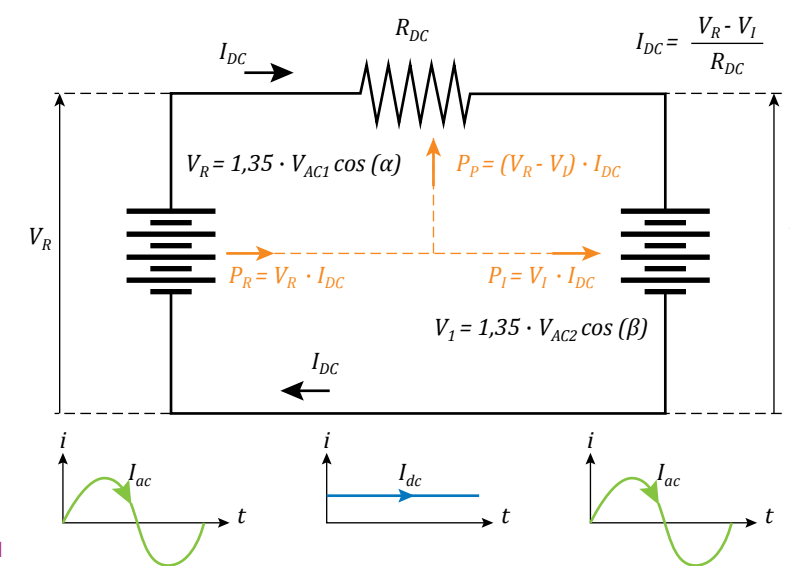 R_DC
I_DC
I_DC = (V_R - V_I) / R_DC
V_R = 1,35 · V_AC1 cos (α)
P_P = (V_R - V_I) · I_DC
V_R
P_R = V_R · I_DC
P_I = V_I · I_DC
V_1 = 1,35 · V_AC2 cos (β)
I_DC
i
i
i
I_ac
I_dc
I_ac
t
t
t